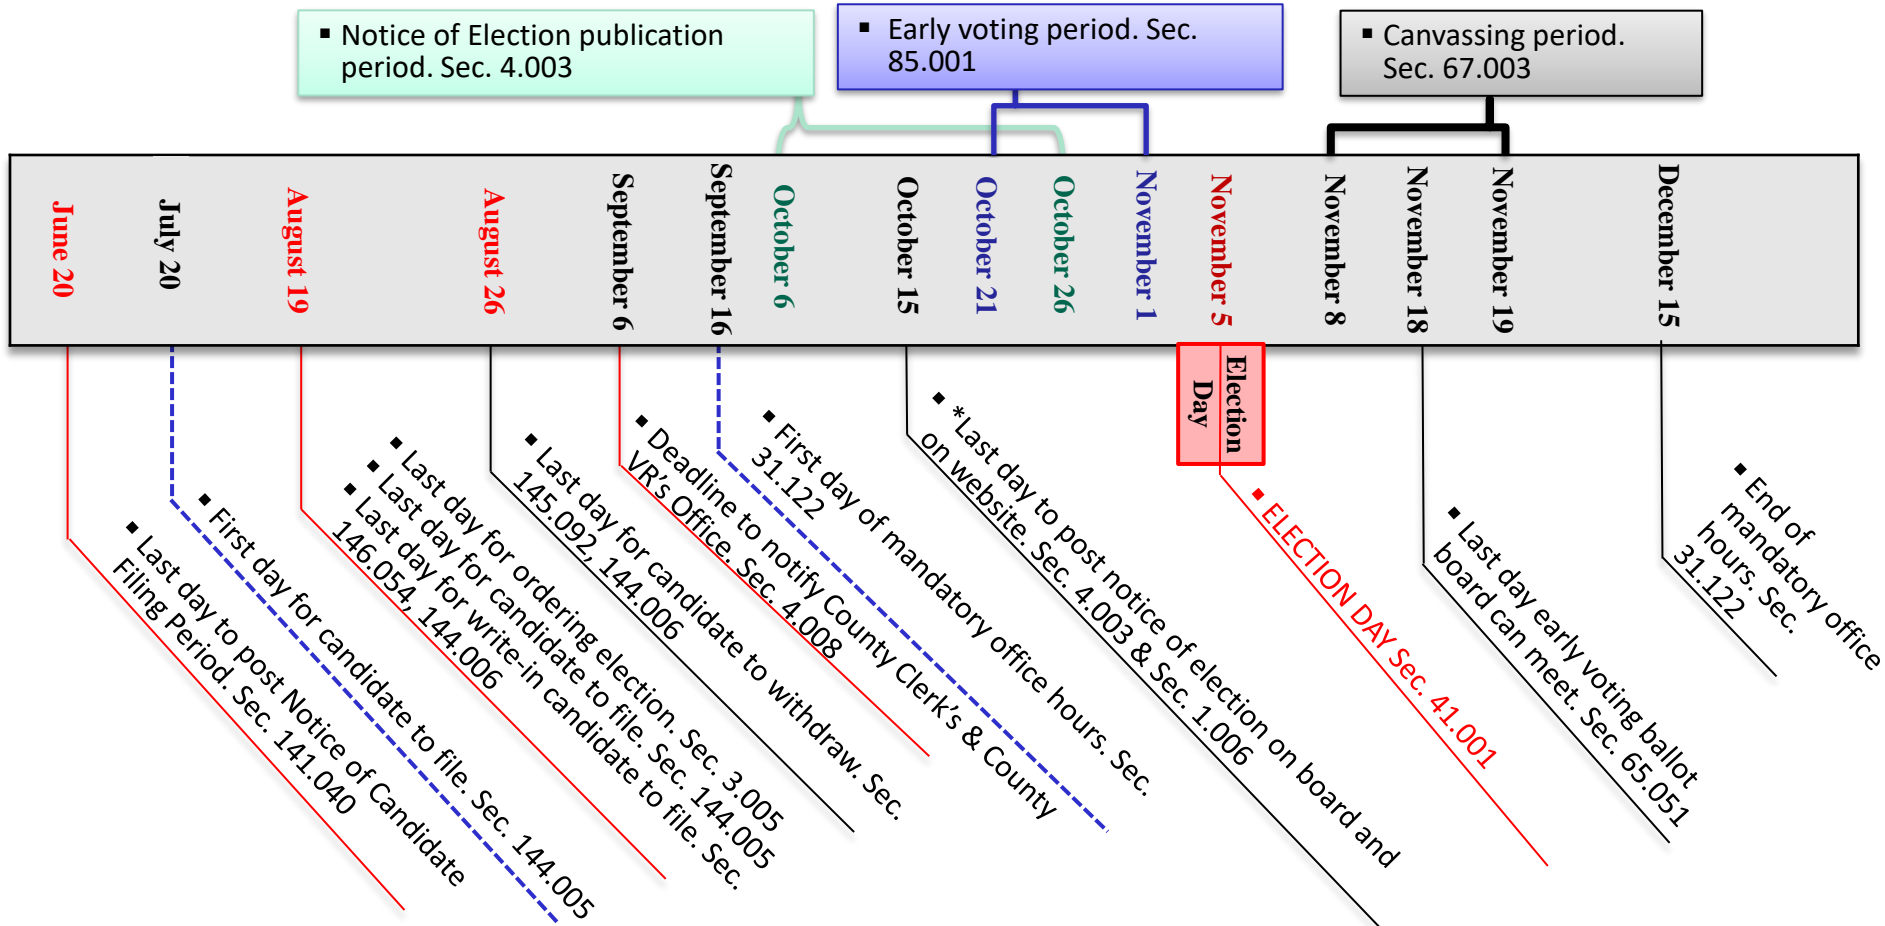 ▪ Notice of Election publication
period. Sec. 4.003
▪ Early voting period. Sec.
85.001
▪ Canvassing period.
Sec. 67.003
June 20
July 20
August 19
August 26
September 6
September 16
October 6
October 15
October 21
October 26
November 1
November 5
November 8
November 18
November 19
December 15
Election
Day
◆ Last day to post Notice of Candidate
Filing Period. Sec. 141.040
◆ First day for candidate to file. Sec. 144.005
◆ Last day for ordering election. Sec. 3.005
◆ Last day for candidate to file. Sec. 144.005
◆ Last day for write-in candidate to file. Sec.
146.054, 144.006
◆ Last day for candidate to withdraw. Sec.
145.092, 144.006
◆ Deadline to notify County Clerk's & County
VR's Office. Sec. 4.008
◆ First day of mandatory office hours. Sec.
31.122
◆ *Last day to post notice of election on board and
on website. Sec. 4.003 & Sec. 1.006
◆ ELECTION DAY Sec. 41.001
◆ Last day early voting ballot
board can meet. Sec. 65.051
◆ End of
mandatory office
hours. Sec.
31.122